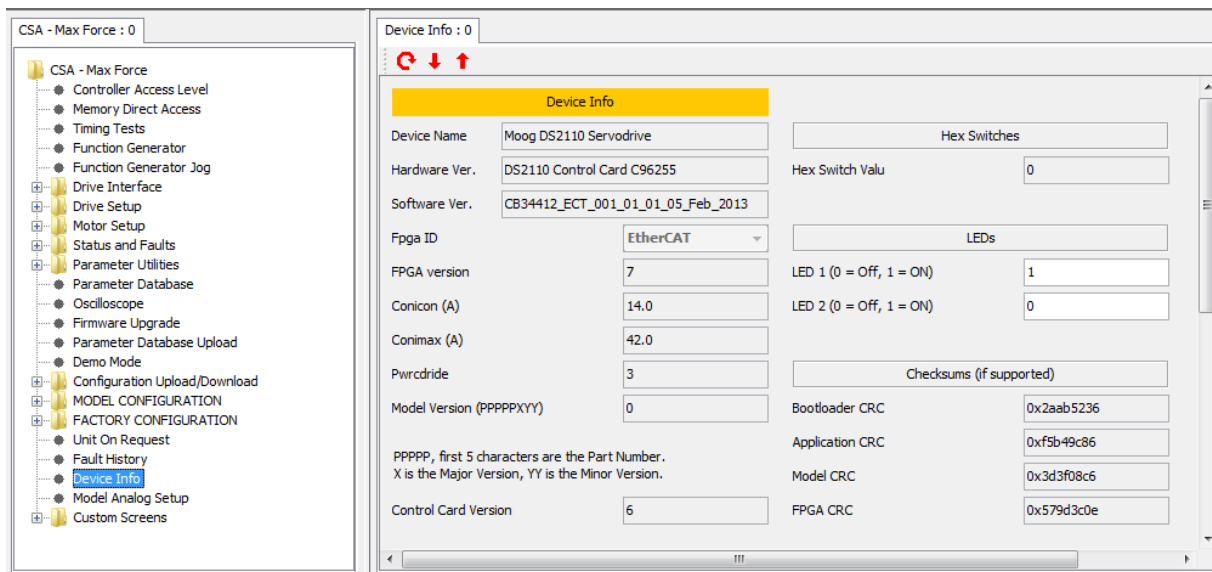 CSA - Max Force : 0
CSA - Max Force
Controller Access Level
Memory Direct Access
Timing Tests
Function Generator
Function Generator Jog
Drive Interface
Drive Setup
Motor Setup
Status and Faults
Parameter Utilities
Parameter Database
Oscilloscope
Firmware Upgrade
Parameter Database Upload
Demo Mode
Configuration Upload/Download
MODEL CONFIGURATION
FACTORY CONFIGURATION
Unit On Request
Fault History
Device Info
Model Analog Setup
Custom Screens
Device Info : 0
Device Info
Device Name Moog DS2110 Servodrive
Hardware Ver. DS2110 Control Card C96255
Software Ver. CB34412_ECT_001_01_01_05_Feb_2013
Fpga ID EtherCAT
FPGA version 7
Conicon (A) 14.0
Conimax (A) 42.0
Pwrcdride 3
Model Version (PPPPPXYY) 0
PPPPP, first 5 characters are the Part Number.
X is the Major Version, YY is the Minor Version.
Control Card Version 6
Hex Switches
Hex Switch Valu 0
LEDs
LED 1 (0 = Off, 1 = ON) 1
LED 2 (0 = Off, 1 = ON) 0
Checksums (if supported)
Bootloader CRC 0x2aab5236
Application CRC 0xf5b49c86
Model CRC 0x3d3f08c6
FPGA CRC 0x579d3c0e